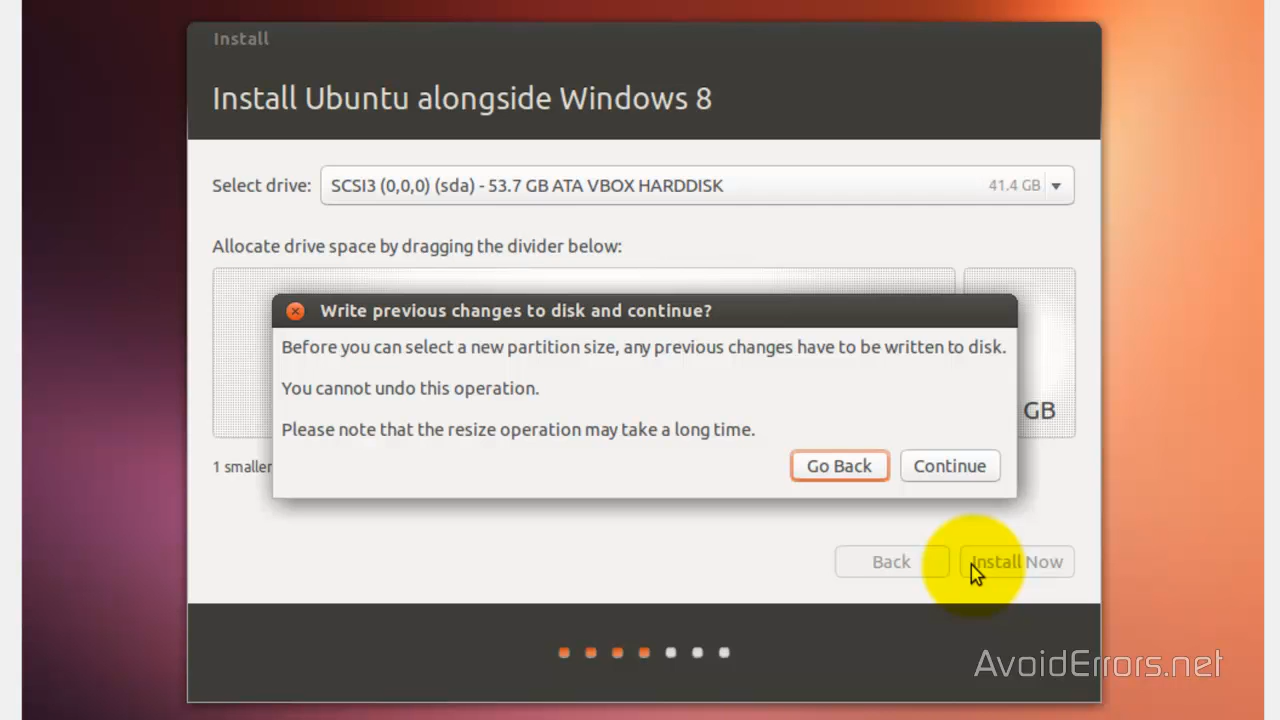 Install
Install Ubuntu alongside Windows 8
Select drive: SCSI3 (0,0,0) (sda) - 53.7 GB ATA VBOX HARDDISK 41.4 GB
Allocate drive space by dragging the divider below:
Write previous changes to disk and continue?
Before you can select a new partition size, any previous changes have to be written to disk.
You cannot undo this operation.
GB
Please note that the resize operation may take a long time.
1 smaller
Go Back Continue
Back Install Now
AvoidErrors.net